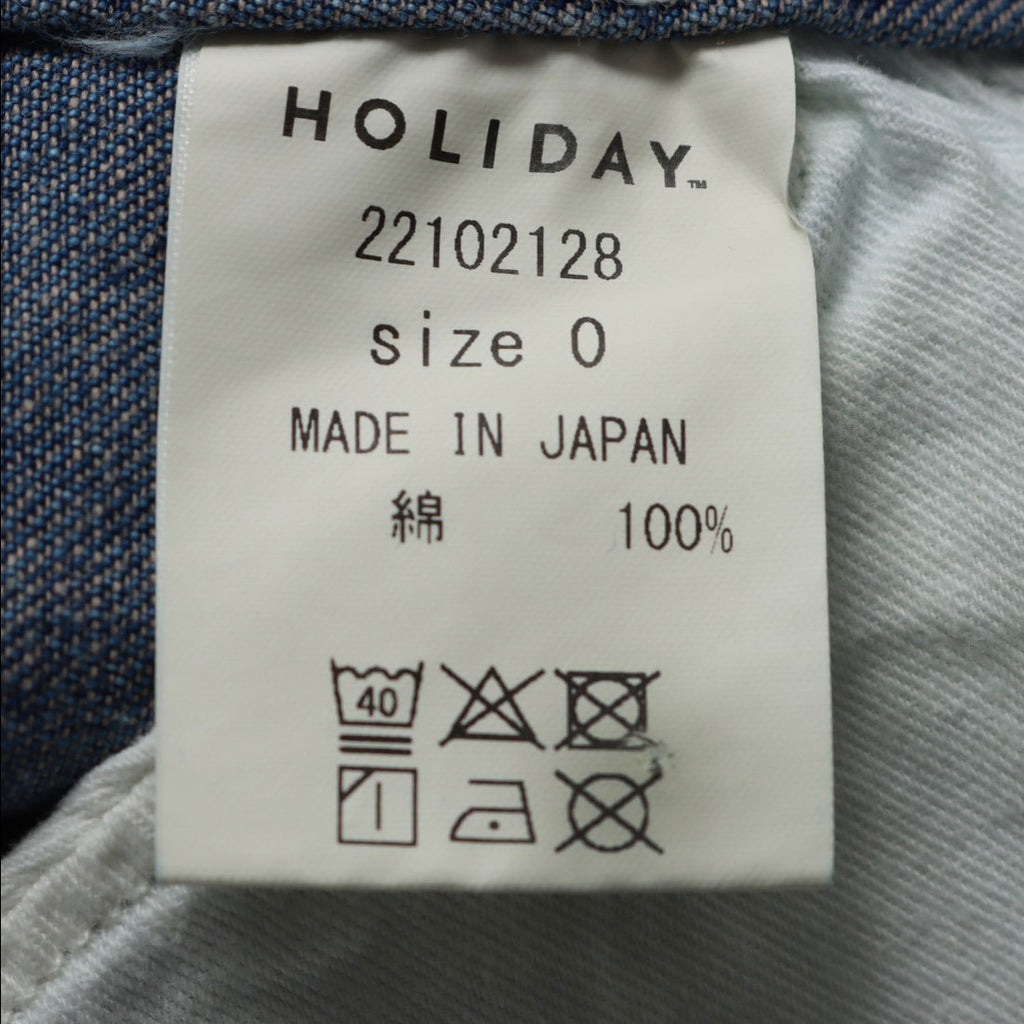 HOLIDAY™
22102128
size 0
MADE IN JAPAN
綿 100%
40